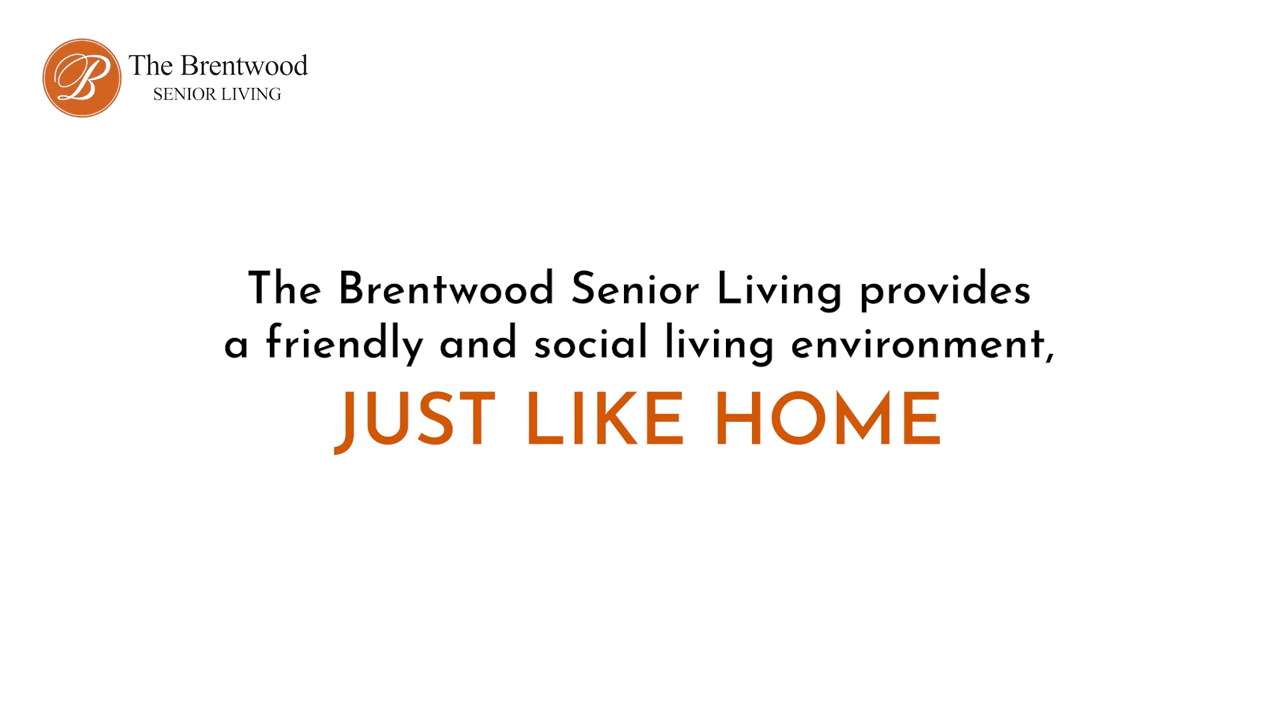 B
The Brentwood
SENIOR LIVING
The Brentwood Senior Living provides
a friendly and social living environment,
JUST LIKE HOME